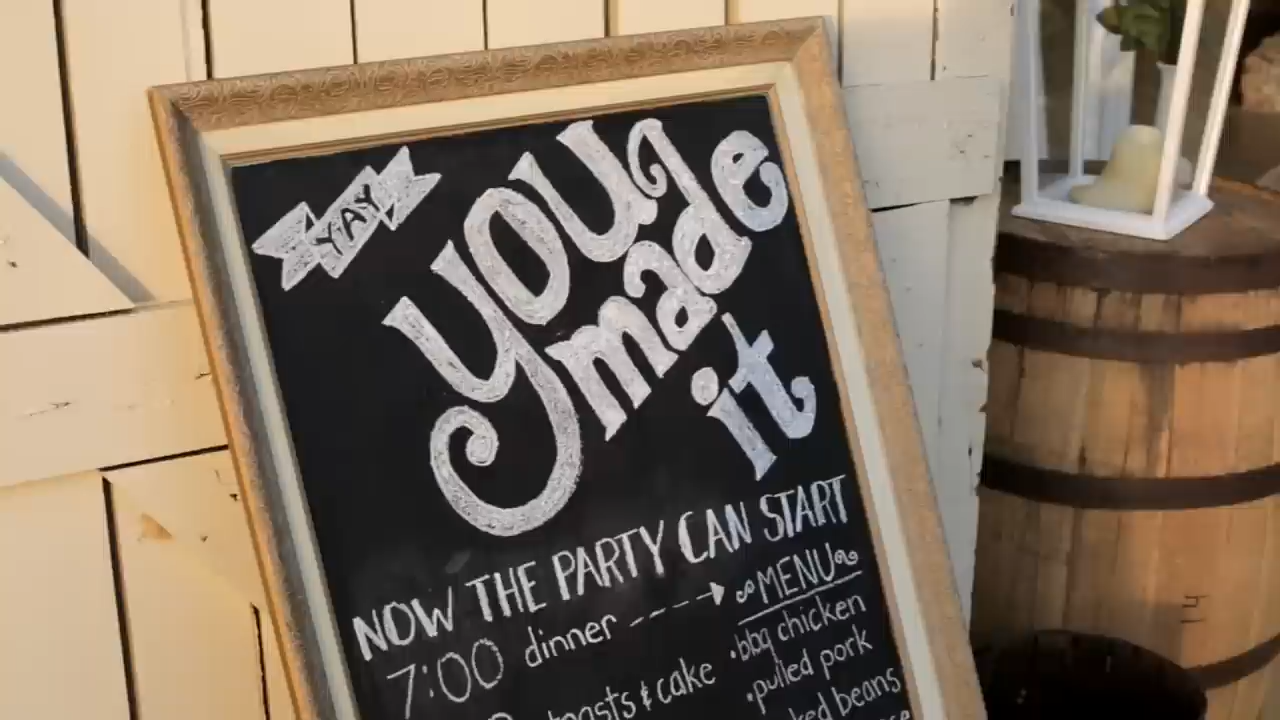 YAY
you
made
it
NOW THE PARTY CAN START
7:00 dinner
MENU
•bbq chicken
•pulled pork
toasts & cake
beans